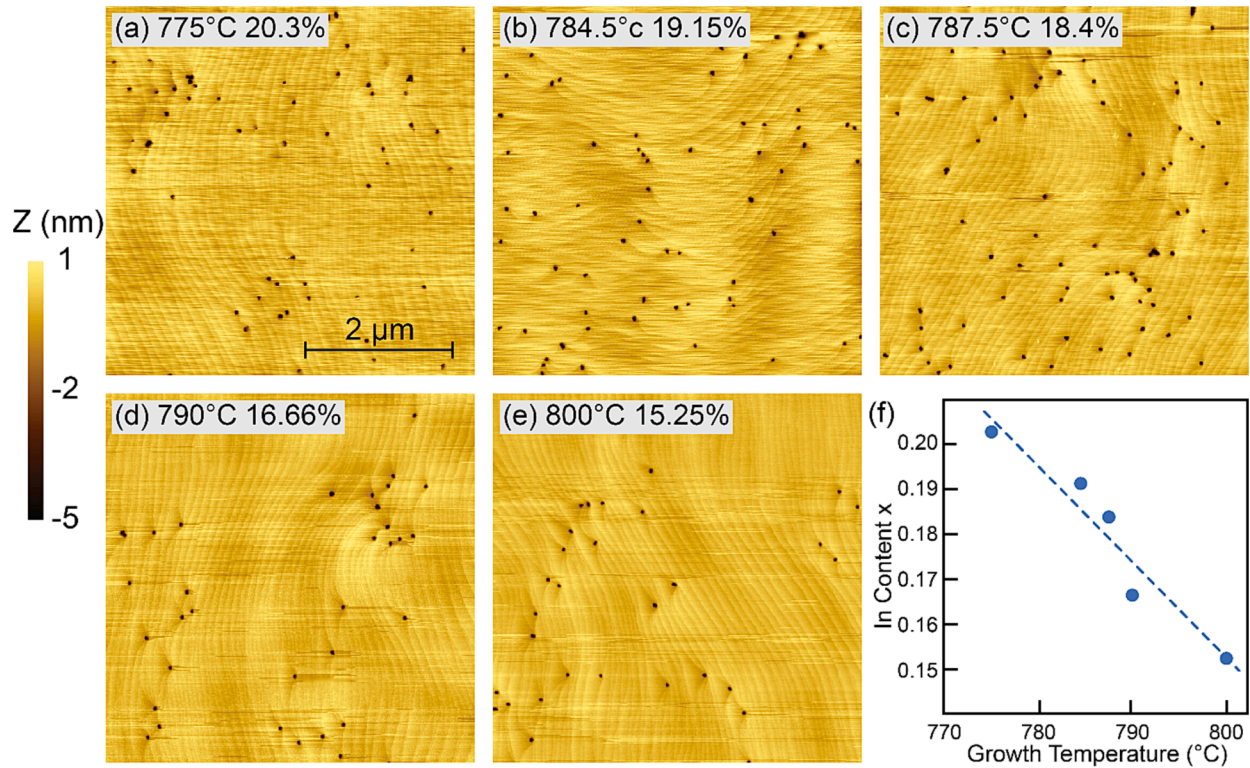 (a) 775°C 20.3%
(b) 784.5°c 19.15%
(c) 787.5°C 18.4%
Z (nm)
1
-2
-5
2 μm
(d) 790°C 16.66%
(e) 800°C 15.25%
(f)
0.20
0.19
0.18
0.17
0.16
0.15
In Content x
770
780
790
800
Growth Temperature (°C)